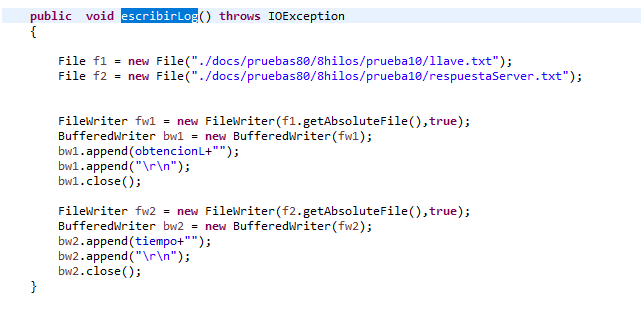 public  void escribirLog() throws IOException
{
File f1 = new File("./docs/pruebas80/8hilos/prueba10/llave.txt");
File f2 = new File("./docs/pruebas80/8hilos/prueba10/respuestaServer.txt");
FileWriter fw1 = new FileWriter(f1.getAbsoluteFile(),true);
BufferedWriter bw1 = new BufferedWriter(fw1);
bw1.append(obtencionL+"");
bw1.append("\r\n");
bw1.close();
FileWriter fw2 = new FileWriter(f2.getAbsoluteFile(),true);
BufferedWriter bw2 = new BufferedWriter(fw2);
bw2.append(tiempo+"");
bw2.append("\r\n");
bw2.close();
}